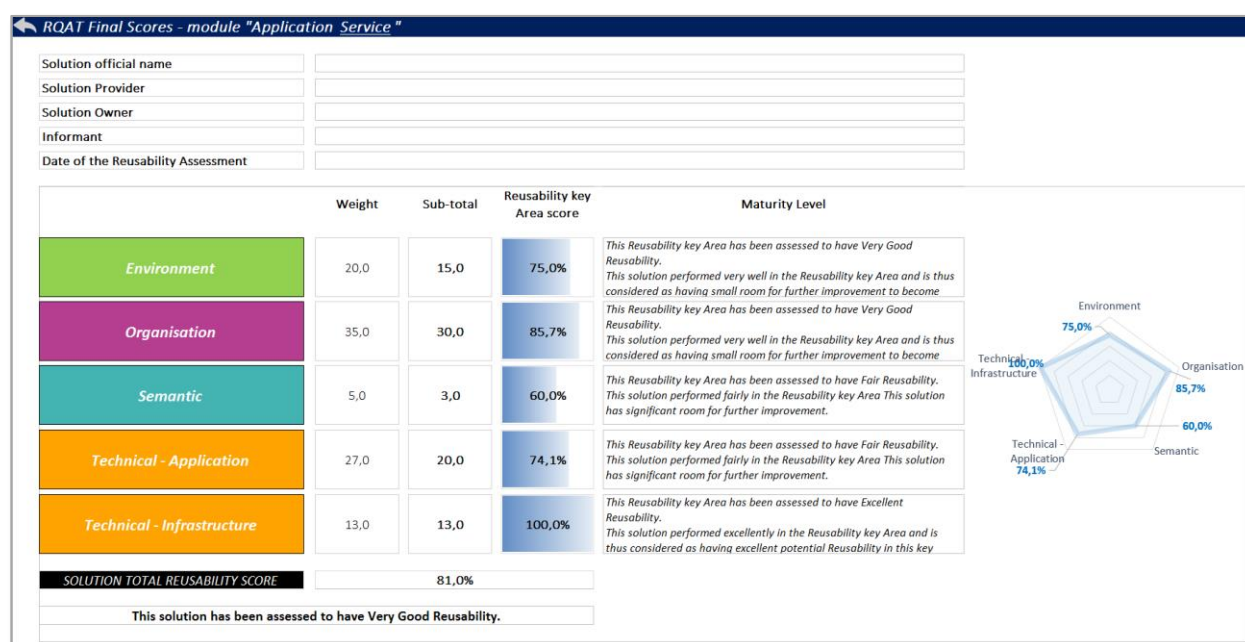 RQAT Final Scores - module "Application Service "
Solution official name
Solution Provider
Solution Owner
Informant
Date of the Reusability Assessment
Weight Sub-total Reusability key Area score Maturity Level
Environment 20,0 15,0 75,0%
This Reusability key Area has been assessed to have Very Good
Reusability.
This solution performed very well in the Reusability key Area and is thus
considered as having small room for further improvement to become
Organisation 35,0 30,0 85,7%
This Reusability key Area has been assessed to have Very Good
Reusability.
This solution performed very well in the Reusability key Area and is thus
considered as having small room for further improvement to become
Semantic 5,0 3,0 60,0%
This Reusability key Area has been assessed to have Fair Reusability.
This solution performed fairly in the Reusability key Area This solution
has significant room for further improvement.
Technical - Application 27,0 20,0 74,1%
This Reusability key Area has been assessed to have Fair Reusability.
This solution performed fairly in the Reusability key Area This solution
has significant room for further improvement.
Technical - Infrastructure 13,0 13,0 100,0%
This Reusability key Area has been assessed to have Excellent
Reusability.
This solution performed excellently in the Reusability key Area and is
thus considered as having excellent potential Reusability in this key
SOLUTION TOTAL REUSABILITY SCORE 81,0%
This solution has been assessed to have Very Good Reusability.
Environment
75,0%
Organisation
85,7%
60,0%
Semantic
Technical -
Application
74,1%
Technical -
Infrastructure
100,0%